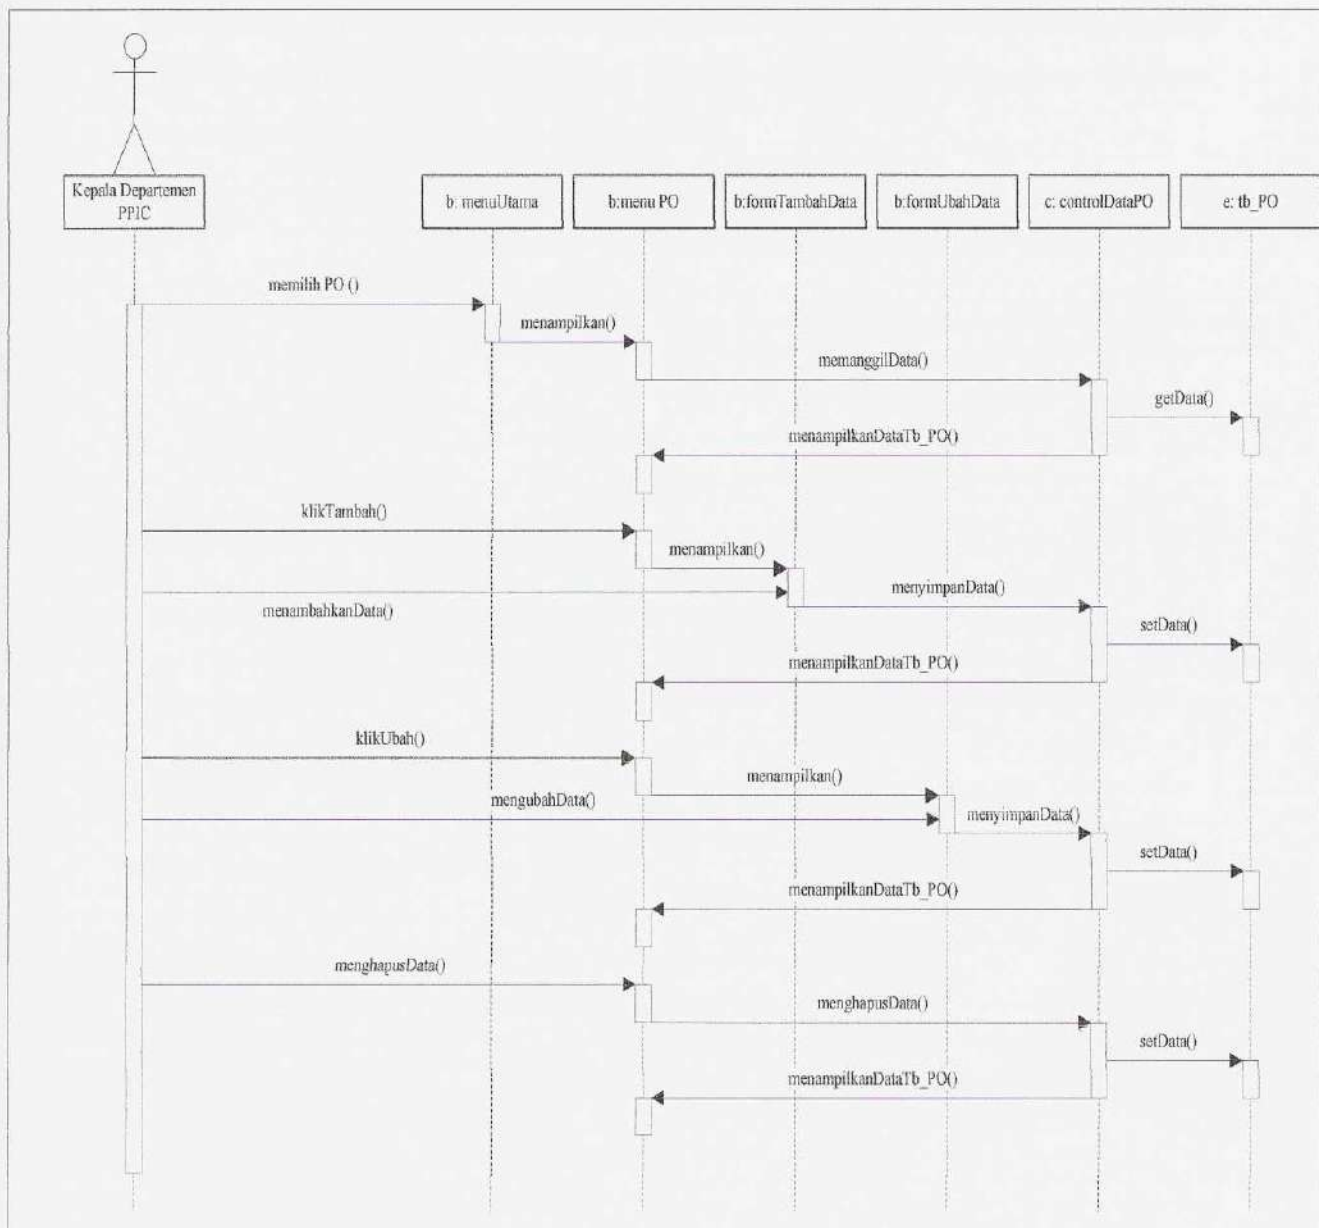 Kepala Departemen
PPIC
b: menuUtama
b:menu PO
b:formTambahData
b:formUbahData
c: controlDataPO
e: tb_PO
memilih PO ()
menampilkan()
memanggilData()
getData()
menampilkanDataTb_PO()
klikTambah()
menampilkan()
menyimpanData()
menambahkanData()
setData()
menampilkanDataTb_PO()
klikUbah()
menampilkan()
mengubahData()
menyimpanData()
setData()
menampilkanDataTb_PO()
menghapusData()
menghapusData()
setData()
menampilkanDataTb_PO()